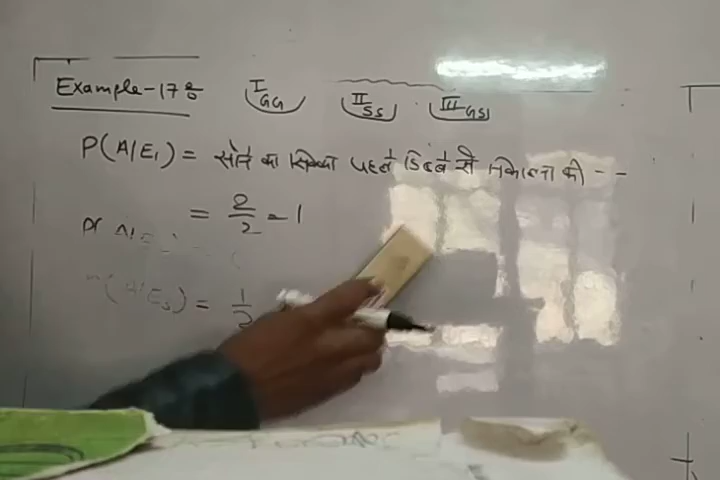 Example-17 %
I GG II SS III GS
P(A/E₁) = सोने का सिक्का पहले डिब्बे से निकालना की - -
= 2/2 = 1
P(A/E₃) = 1/2